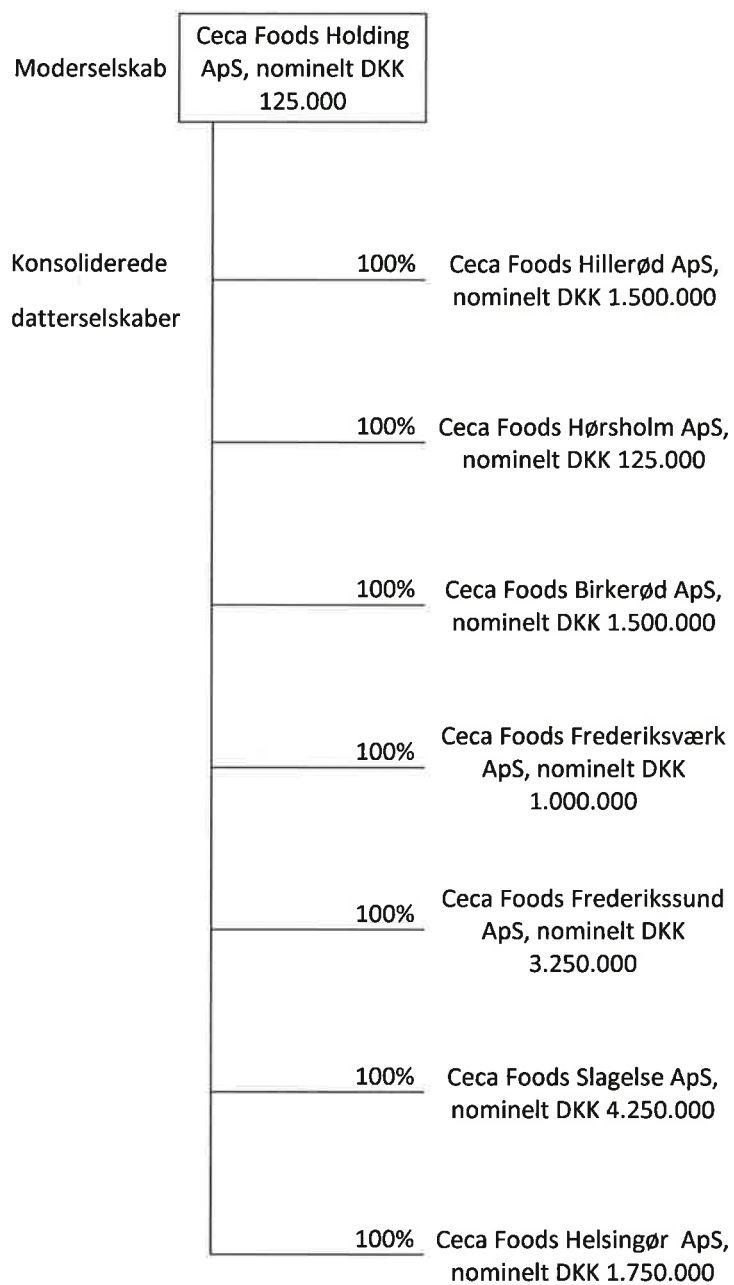 Moderselskab
Ceca Foods Holding
ApS, nominelt DKK
125.000
Konsoliderede
datterselskaber
100%
Ceca Foods Hillerød ApS,
nominelt DKK 1.500.000
100%
Ceca Foods Hørsholm ApS,
nominelt DKK 125.000
100%
Ceca Foods Birkerød ApS,
nominelt DKK 1.500.000
100%
Ceca Foods Frederiksværk
ApS, nominelt DKK
1.000.000
100%
Ceca Foods Frederikssund
ApS, nominelt DKK
3.250.000
100%
Ceca Foods Slagelse ApS,
nominelt DKK 4.250.000
100%
Ceca Foods Helsingør ApS,
nominelt DKK 1.750.000